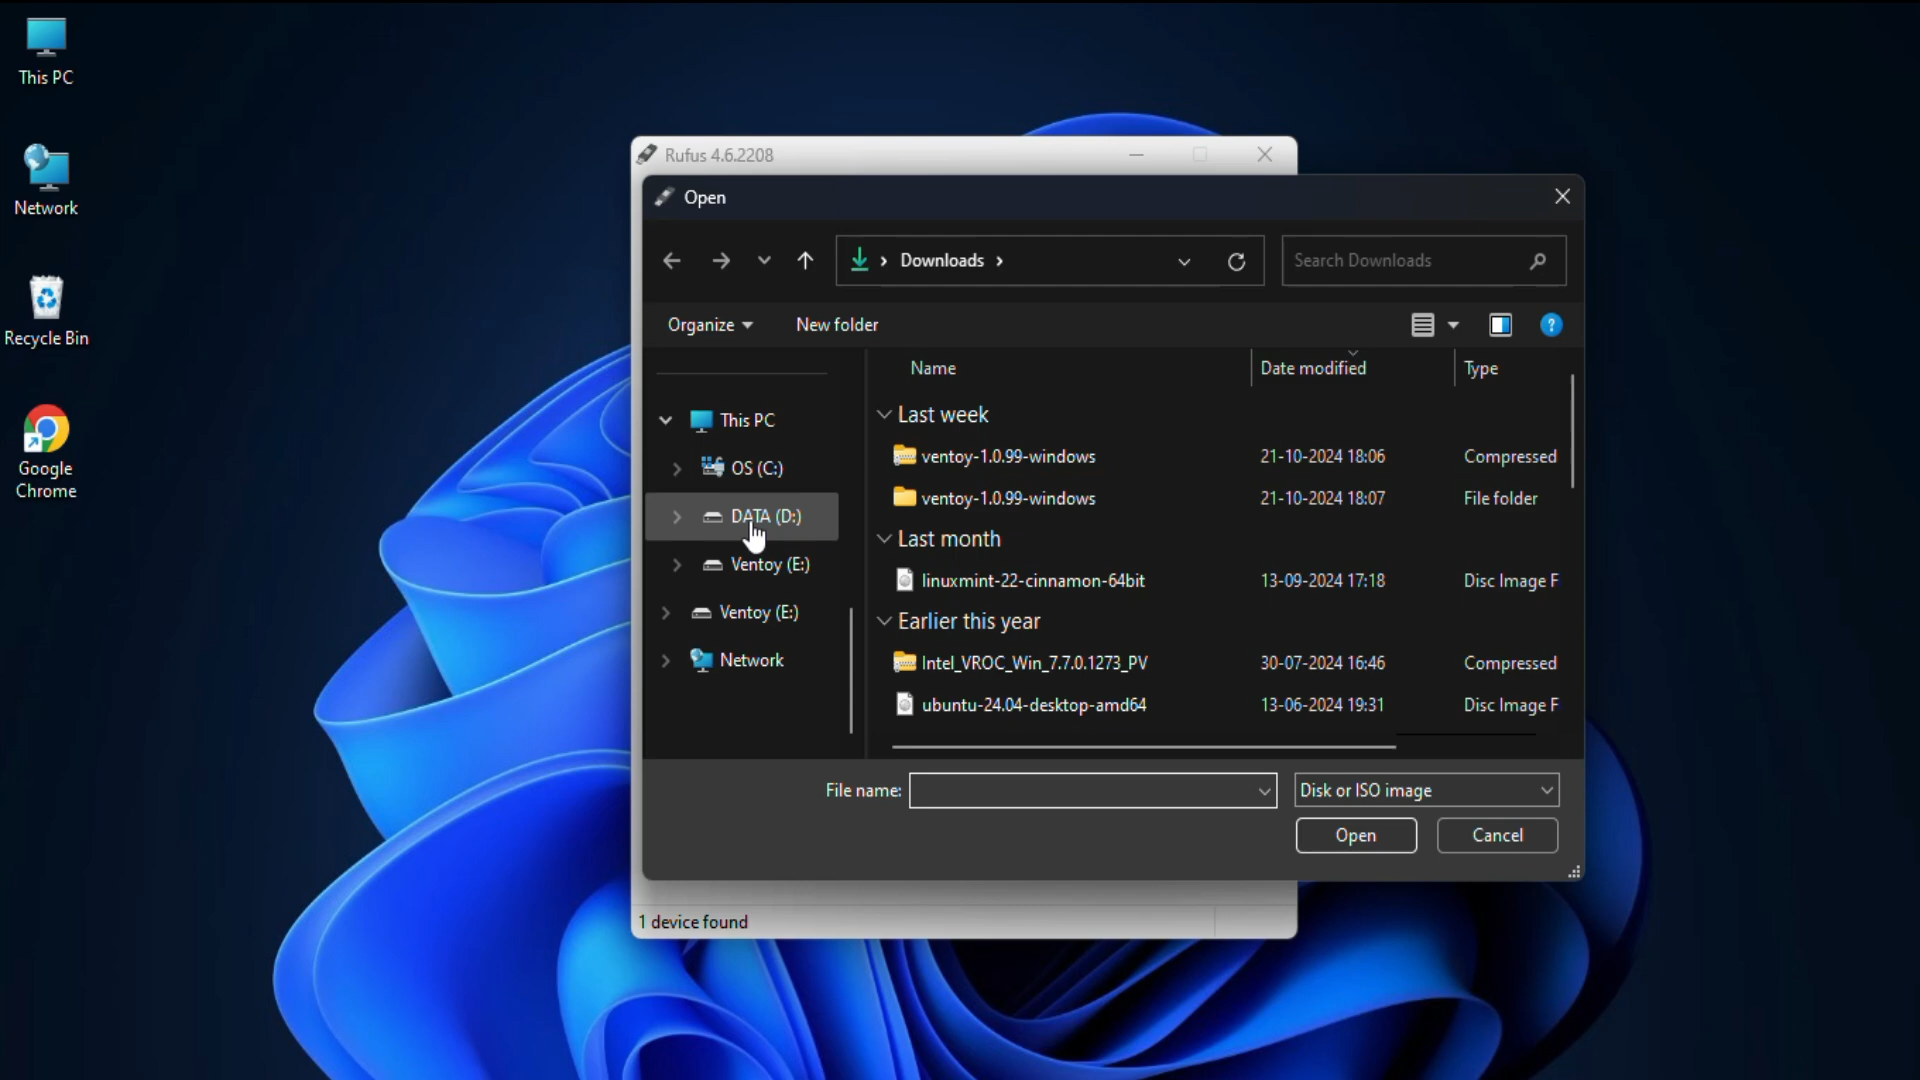 This PC
Network
Recycle Bin
Google
Chrome
Rufus 4.6.2208
Open
Downloads
Search Downloads
Organize
New folder
Name Date modified Type
This PC
OS (C:)
DATA (D:)
Ventoy (E:)
Ventoy (E:)
Network
Last week
ventoy-1.0.99-windows 21-10-2024 18:06 Compressed
ventoy-1.0.99-windows 21-10-2024 18:07 File folder
Last month
linuxmint-22-cinnamon-64bit 13-09-2024 17:18 Disc Image F
Earlier this year
Intel_VROC_Win_7.7.0.1273_PV 30-07-2024 16:46 Compressed
ubuntu-24.04-desktop-amd64 13-06-2024 19:31 Disc Image F
File name: Disk or ISO image
Open Cancel
1 device found